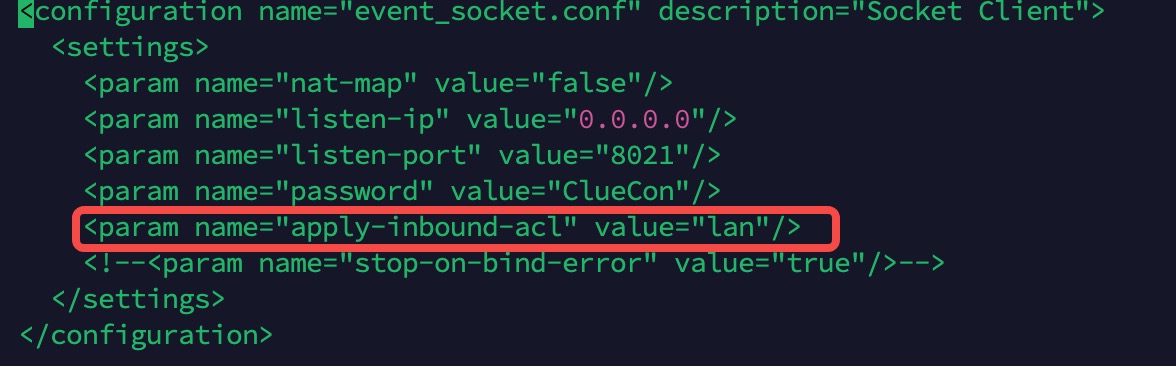 <configuration name="event_socket.conf" description="Socket Client">
<settings>
<param name="nat-map" value="false"/>
<param name="listen-ip" value="0.0.0.0"/>
<param name="listen-port" value="8021"/>
<param name="password" value="ClueCon"/>
<param name="apply-inbound-acl" value="lan"/>
<!--<param name="stop-on-bind-error" value="true"/>-->
</settings>
</configuration>